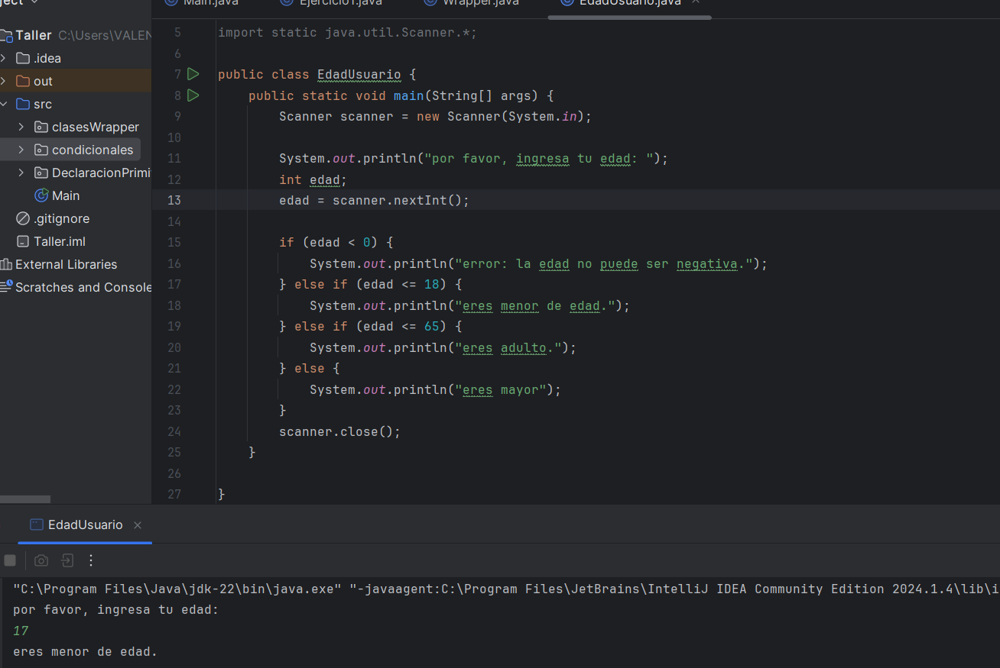 Main.java Ejercicio1.java Wrapper.java EdadUsuario.java
Taller C:\Users\VALEN
.idea
out
src
clasesWrapper
condicionales
DeclaracionPrimi
Main
.gitignore
Taller.iml
External Libraries
Scratches and Console
5 import static java.util.Scanner.*;
6
7 public class EdadUsuario {
8 public static void main(String[] args) {
9 Scanner scanner = new Scanner(System.in);
10
11 System.out.println("por favor, ingresa tu edad: ");
12 int edad;
13 edad = scanner.nextInt();
14
15 if (edad < 0) {
16 System.out.println("error: la edad no puede ser negativa.");
17 } else if (edad <= 18) {
18 System.out.println("eres menor de edad.");
19 } else if (edad <= 65) {
20 System.out.println("eres adulto.");
21 } else {
22 System.out.println("eres mayor");
23 }
24 scanner.close();
25 }
26
27 }
EdadUsuario
"C:\Program Files\Java\jdk-22\bin\java.exe" "-javaagent:C:\Program Files\JetBrains\IntelliJ IDEA Community Edition 2024.1.4\lib\i
por favor, ingresa tu edad:
17
eres menor de edad.